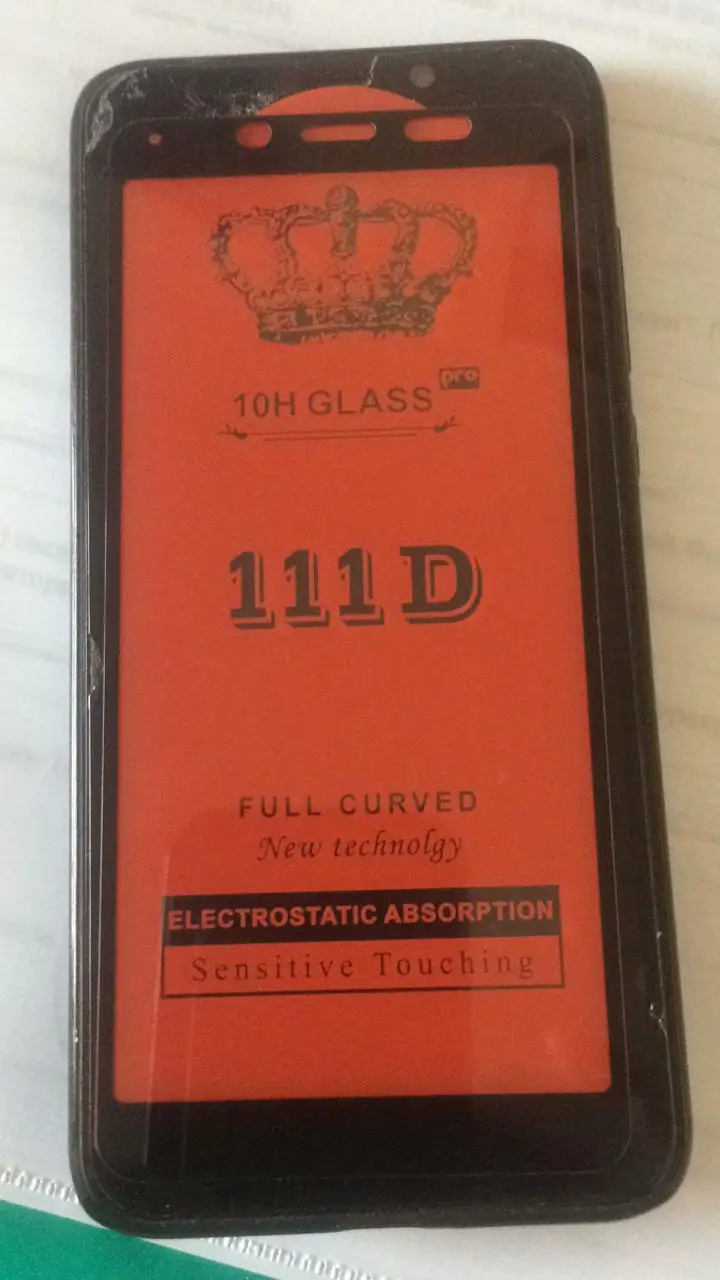 10H GLASS pro
111D
FULL CURVED
New technolgy
ELECTROSTATIC ABSORPTION
Sensitive Touching